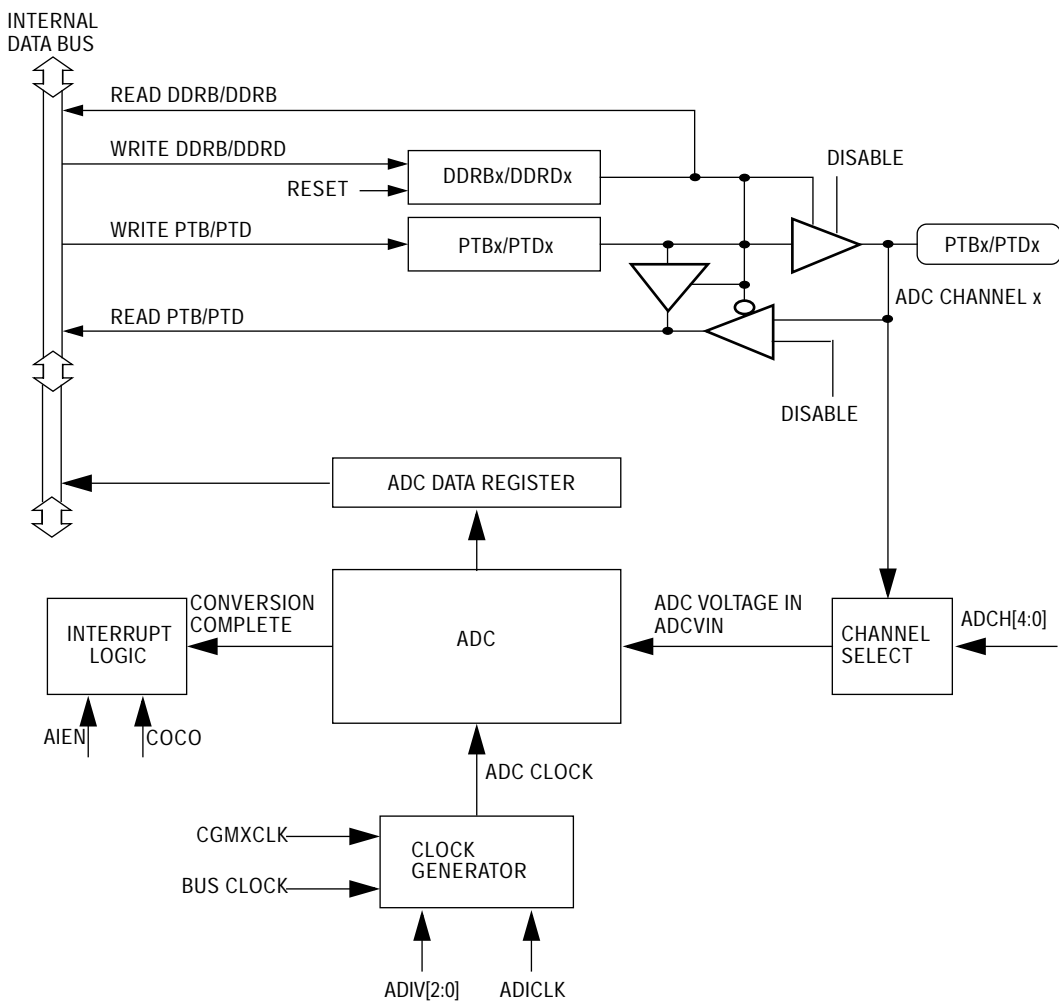 INTERNAL
DATA BUS
READ DDRB/DDRB
WRITE DDRB/DDRD
RESET
DDRBx/DDRDx
DISABLE
WRITE PTB/PTD
PTBx/PTDx
PTBx/PTDx
ADC CHANNEL x
READ PTB/PTD
DISABLE
ADC DATA REGISTER
INTERRUPT
LOGIC
CONVERSION
COMPLETE
ADC
ADC VOLTAGE IN
ADCVIN
CHANNEL
SELECT
ADCH[4:0]
AIEN
COCO
ADC CLOCK
CGMXCLK
BUS CLOCK
CLOCK
GENERATOR
ADIV[2:0]
ADICLK